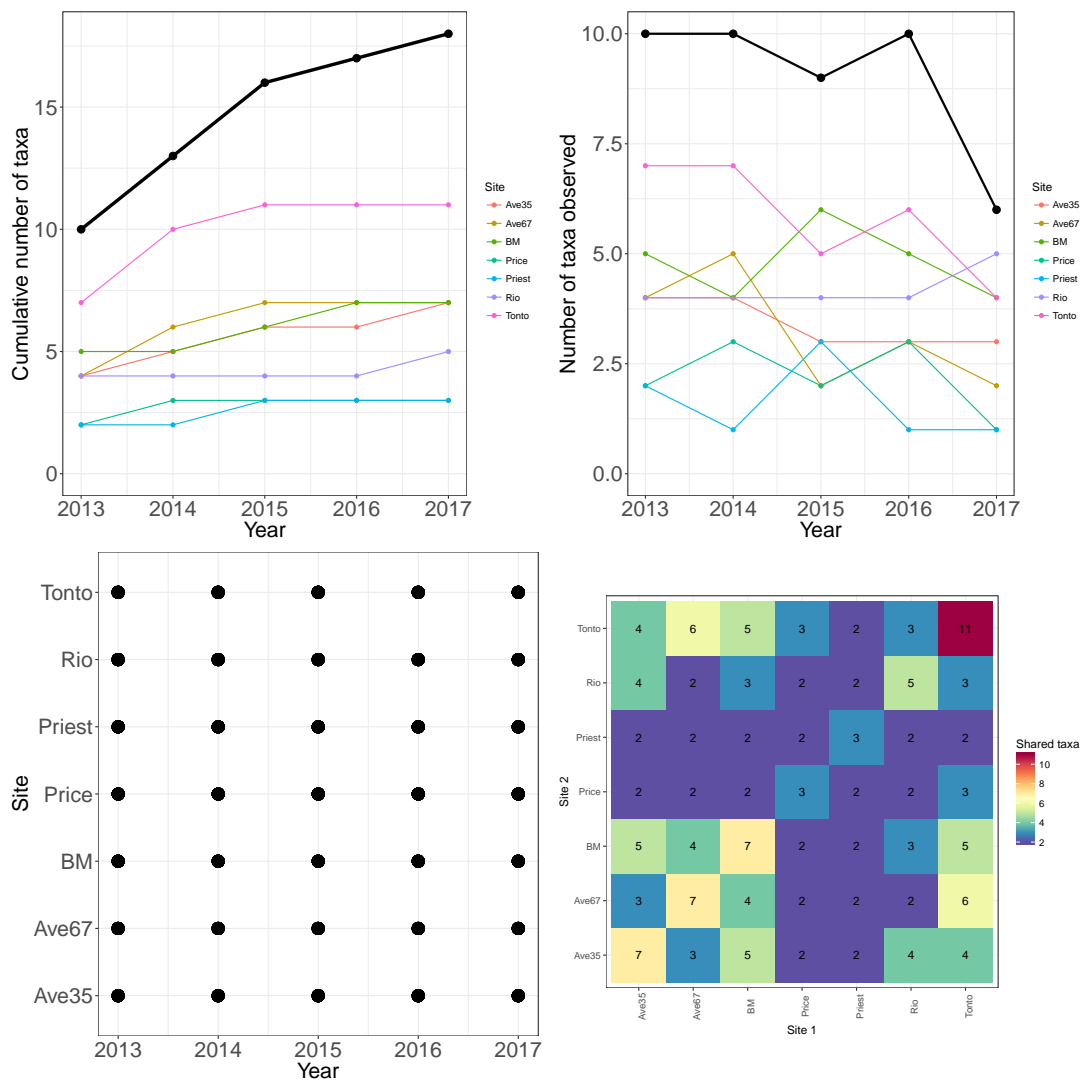 Cumulative number of taxa
15
10
5
0
2013 2014 2015 2016 2017
Year
Site
Ave35
Ave67
BM
Price
Priest
Rio
Tonto
Number of taxa observed
10.0
7.5
5.0
2.5
0.0
2013 2014 2015 2016 2017
Year
Site
Ave35
Ave67
BM
Price
Priest
Rio
Tonto
Site
Tonto
Rio
Priest
Price
BM
Ave67
Ave35
2013 2014 2015 2016 2017
Year
Site 2
Tonto 4 6 5 3 2 3 11
Rio 4 2 3 2 2 5 3
Priest 2 2 2 2 3 2 2
Price 2 2 2 3 2 2 3
BM 5 4 7 2 2 3 5
Ave67 3 7 4 2 2 2 6
Ave35 7 3 5 2 2 4 4
Ave35 Ave67 BM Price Priest Rio Tonto
Site 1
Shared taxa
10
8
6
4
2